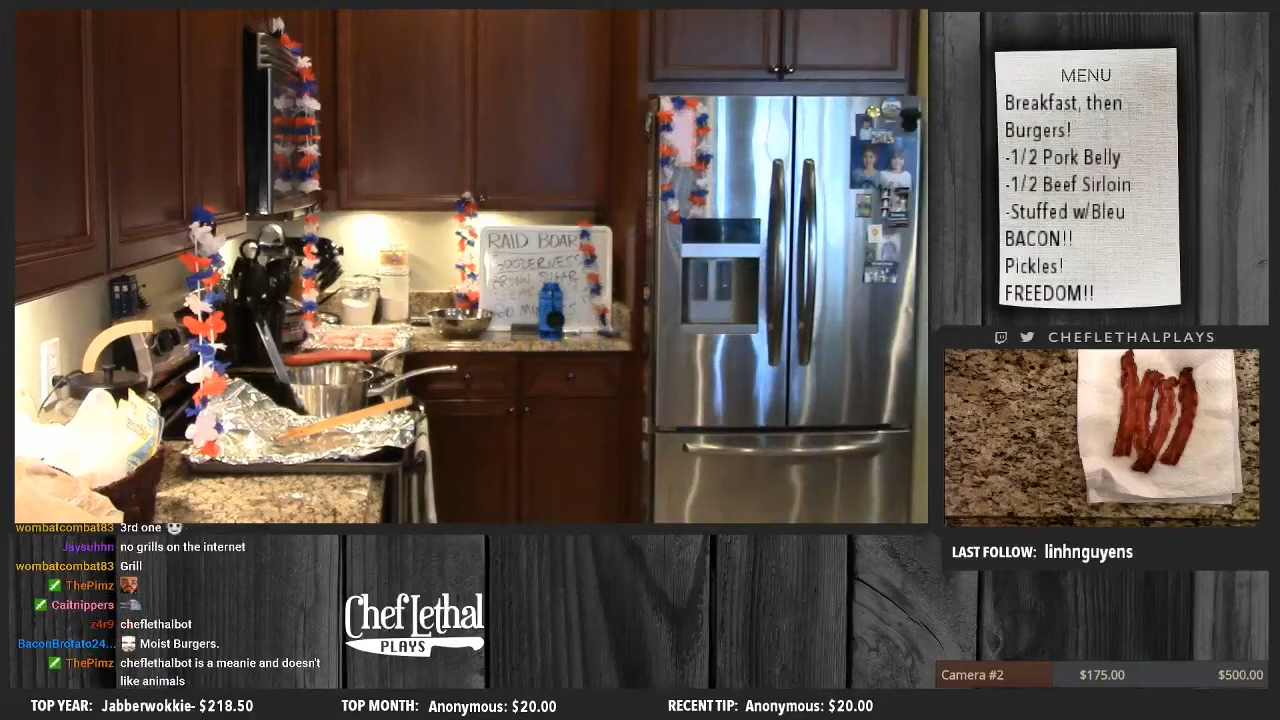 MENU
Breakfast, then
Burgers!
-1/2 Pork Belly
-1/2 Beef Sirloin
-Stuffed w/Bleu
BACON!!
Pickles!
FREEDOM!!
RAID BOAR
GOODERNESS
CHEFLETHALPLAYS
wombatcombat83 3rd one
Jaysuhhn no grills on the internet
wombatcombat83 Grill
ThePimz
Caitnippers
z4r9 cheflethalbot
BaconBrotato24... Moist Burgers.
ThePimz cheflethalbot is a meanie and doesn't
like animals
Chef Lethal
PLAYS
LAST FOLLOW: linhnguyens
Camera #2 $175.00 $500.00
TOP YEAR: Jabberwokkie- $218.50 TOP MONTH: Anonymous: $20.00 RECENT TIP: Anonymous: $20.00